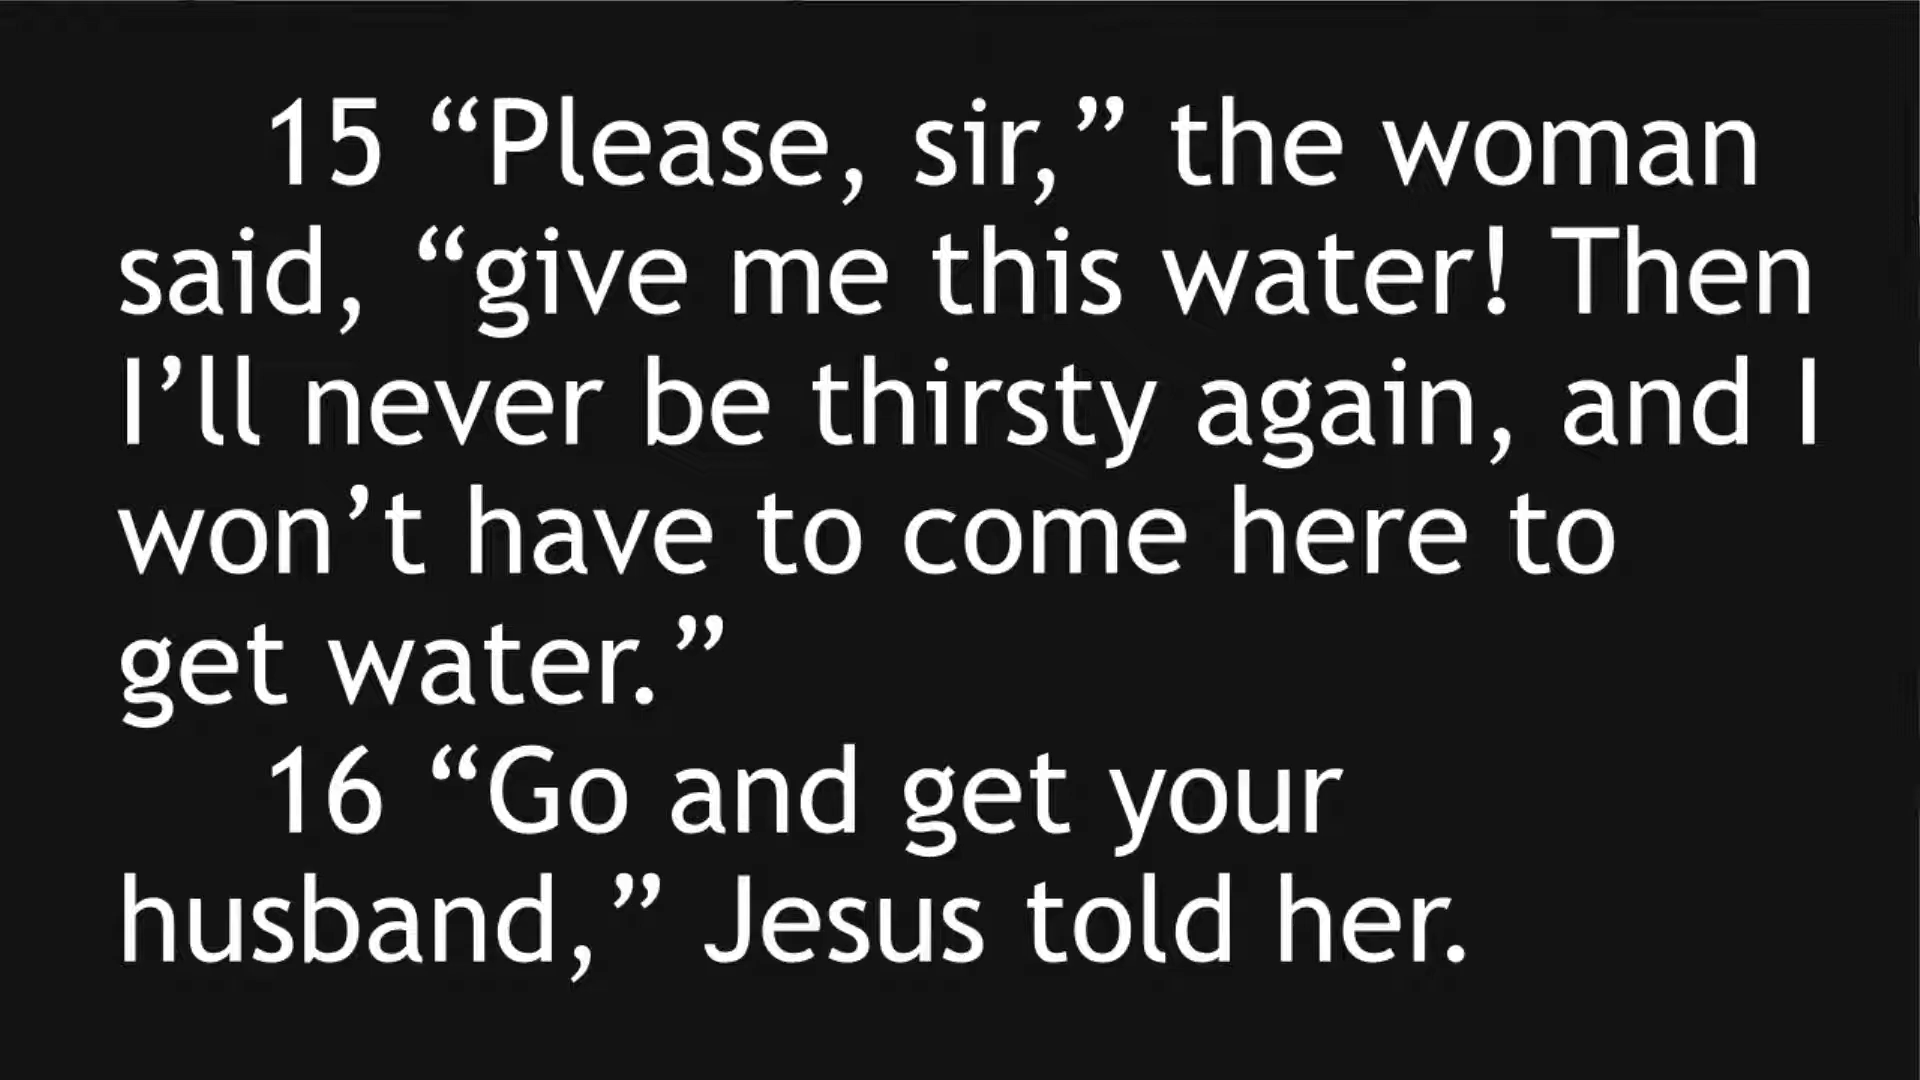 15 “Please, sir,” the woman
said, “give me this water! Then
I’ll never be thirsty again, and I
won’t have to come here to
get water.”
16 “Go and get your
husband,” Jesus told her.